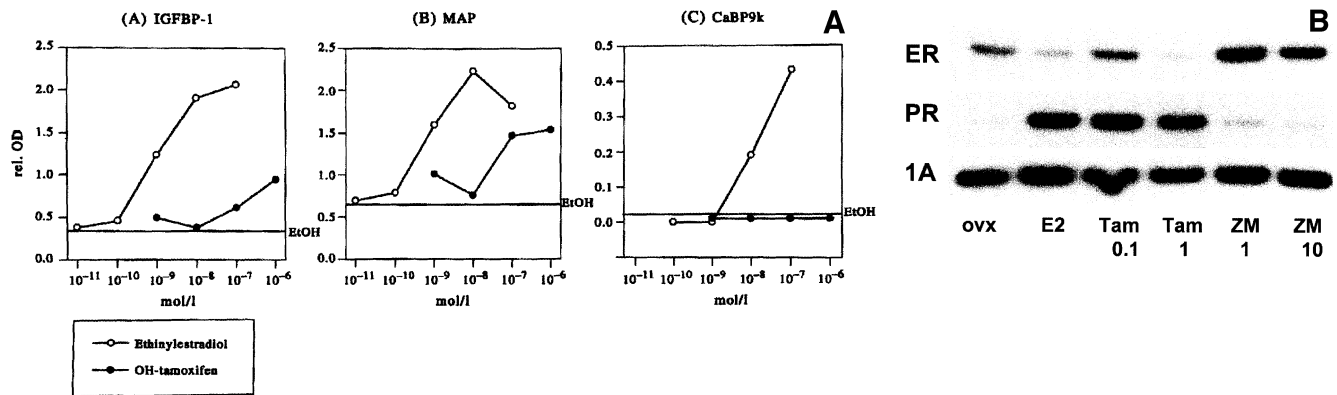 (A) IGFBP-1
2.5
2.0
1.5
1.0
0.5
0.0
rel. OD
EtOH
10⁻¹¹ 10⁻¹⁰ 10⁻⁹ 10⁻⁸ 10⁻⁷ 10⁻⁶
mol/l
Ethinylestradiol
OH-tamoxifen
(B) MAP
2.5
2.0
1.5
1.0
0.5
0.0
EtOH
10⁻¹¹ 10⁻¹⁰ 10⁻⁹ 10⁻⁸ 10⁻⁷ 10⁻⁶
mol/l
(C) CaBP9k
A
0.5
0.4
0.3
0.2
0.1
0.0
EtOH
10⁻¹¹ 10⁻¹⁰ 10⁻⁹ 10⁻⁸ 10⁻⁷ 10⁻⁶
mol/l
B
ER
PR
1A
ovx E2 Tam Tam ZM ZM
0.1 1 1 10